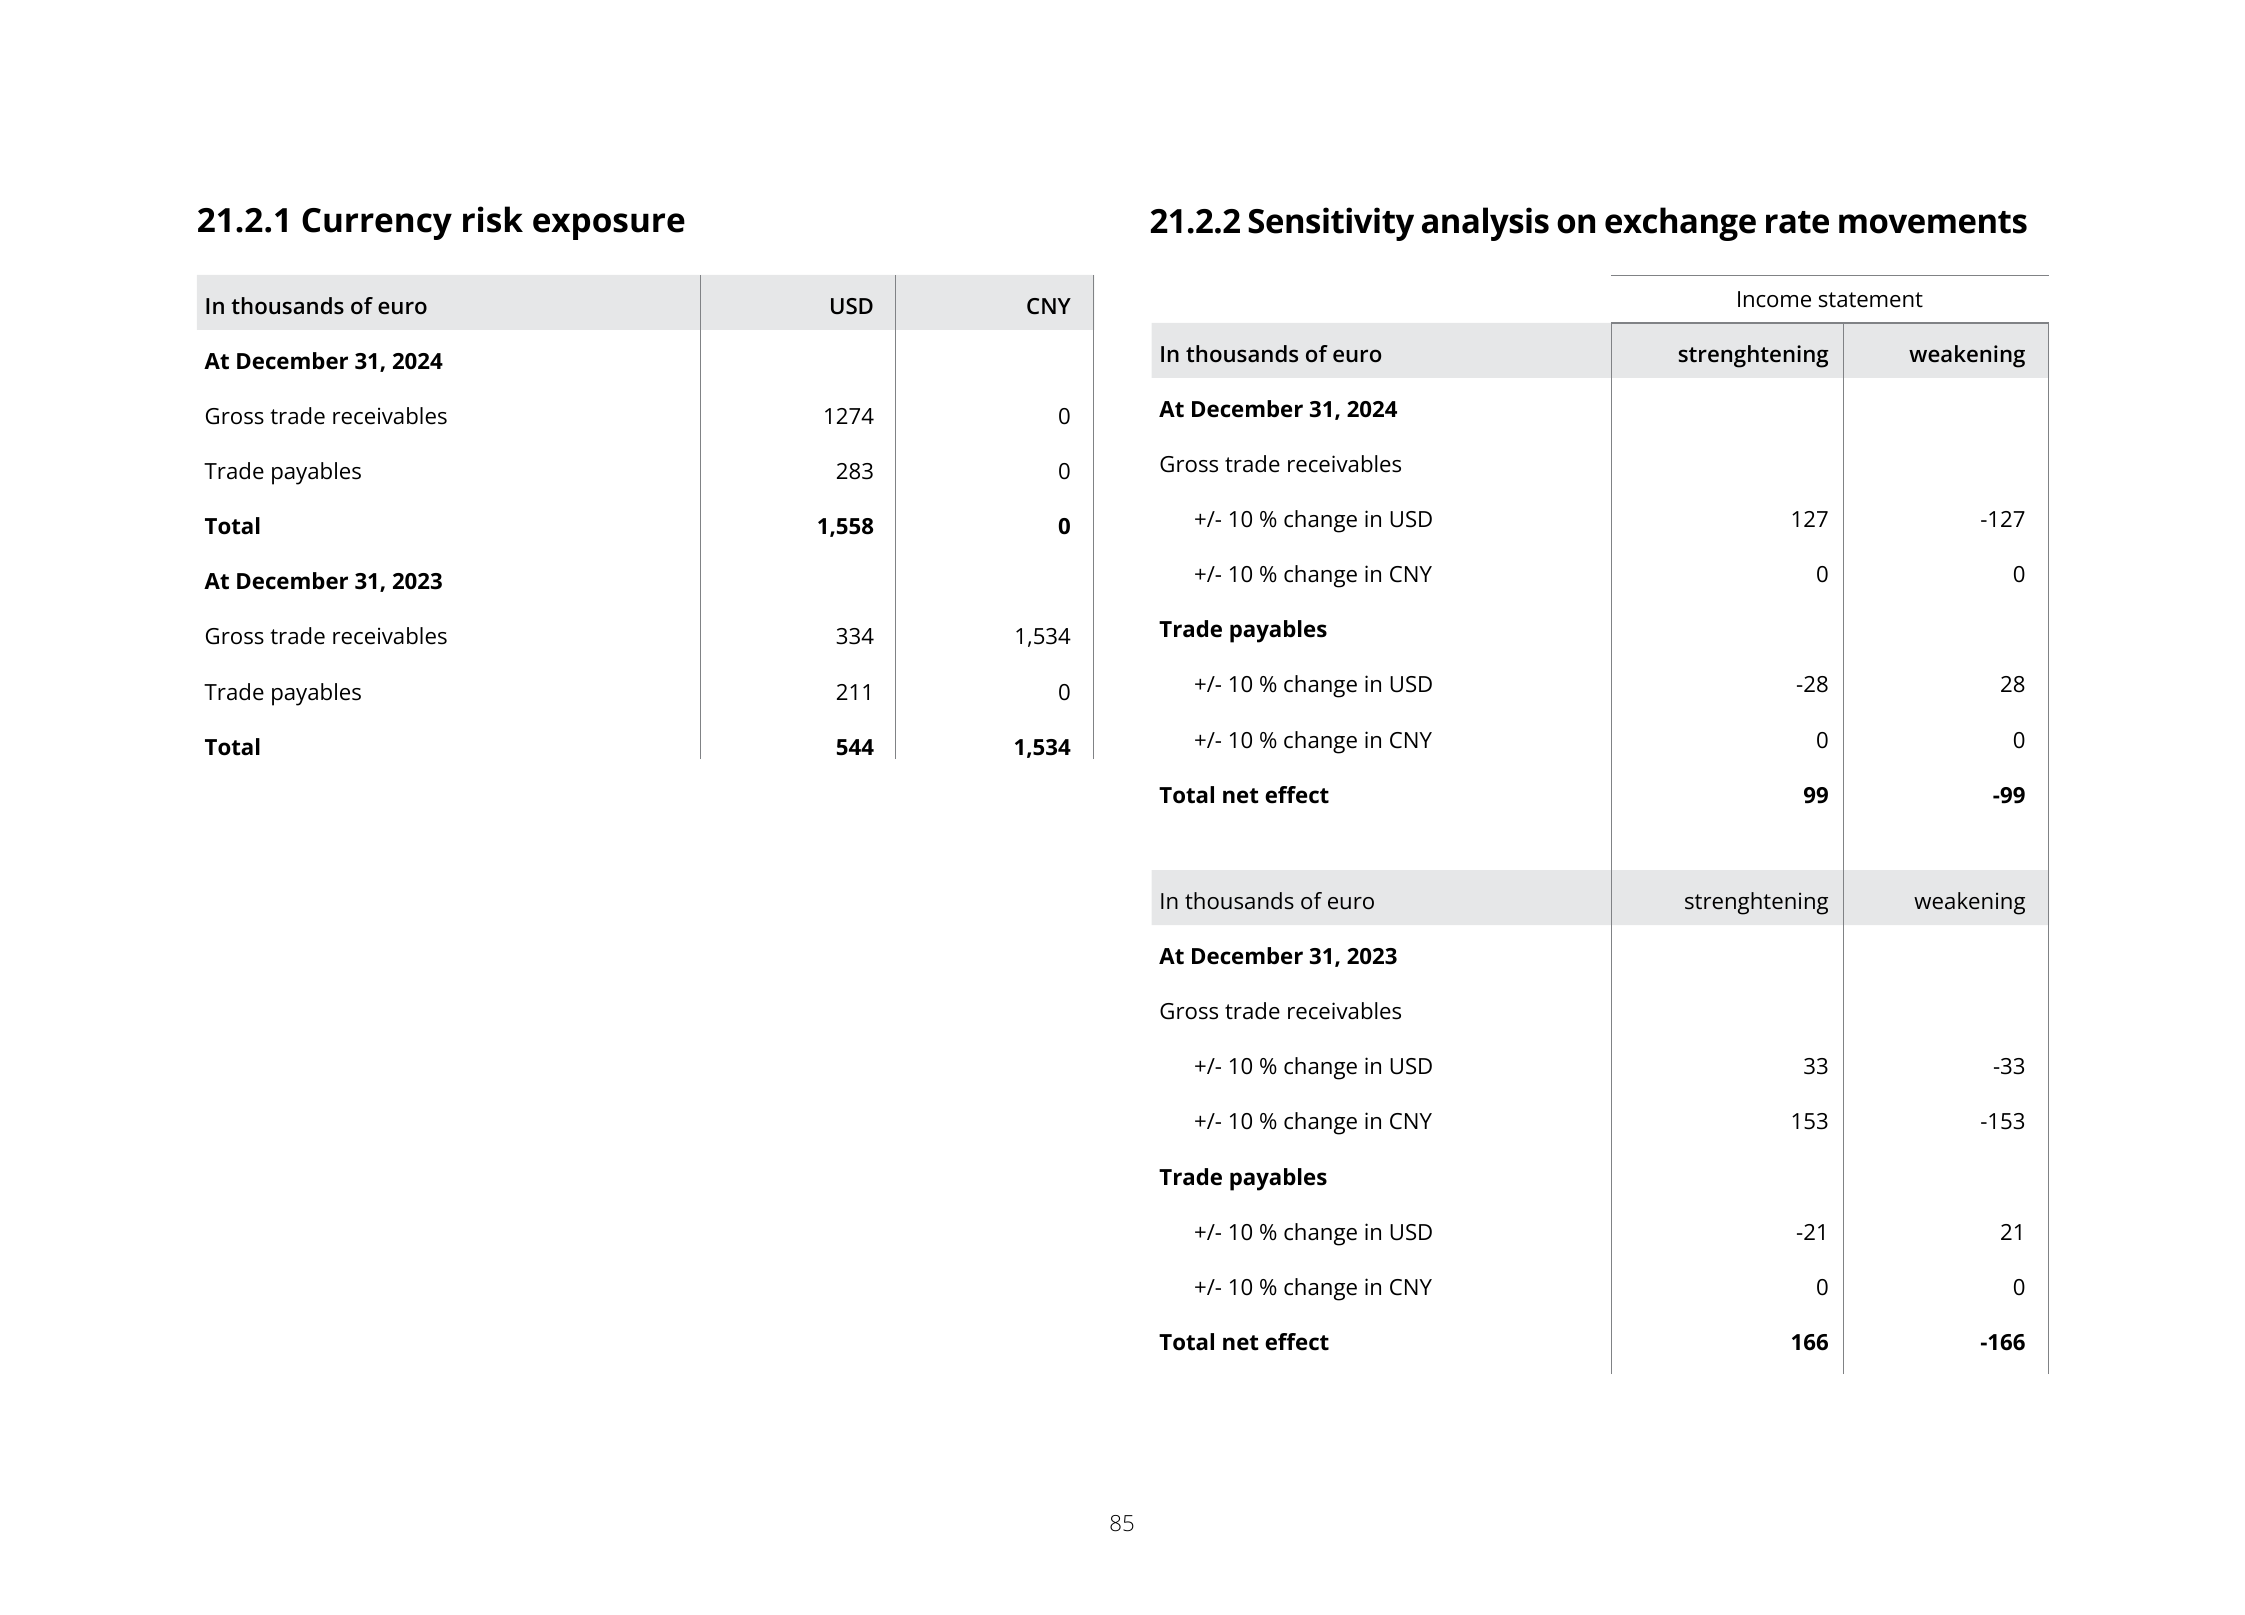 21.2.1 Currency risk exposure
In thousands of euro USD CNY
At December 31, 2024
Gross trade receivables 1274 0
Trade payables 283 0
Total 1,558 0
At December 31, 2023
Gross trade receivables 334 1,534
Trade payables 211 0
Total 544 1,534
21.2.2 Sensitivity analysis on exchange rate movements
Income statement
In thousands of euro strenghtening weakening
At December 31, 2024
Gross trade receivables
+/- 10 % change in USD 127 -127
+/- 10 % change in CNY 0 0
Trade payables
+/- 10 % change in USD -28 28
+/- 10 % change in CNY 0 0
Total net effect 99 -99
In thousands of euro strenghtening weakening
At December 31, 2023
Gross trade receivables
+/- 10 % change in USD 33 -33
+/- 10 % change in CNY 153 -153
Trade payables
+/- 10 % change in USD -21 21
+/- 10 % change in CNY 0 0
Total net effect 166 -166
85